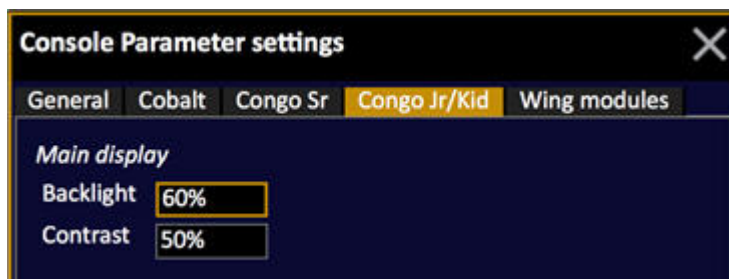 Console Parameter settings
General Cobalt Congo Sr Congo Jr/Kid Wing modules
Main display
Backlight 60%
Contrast 50%